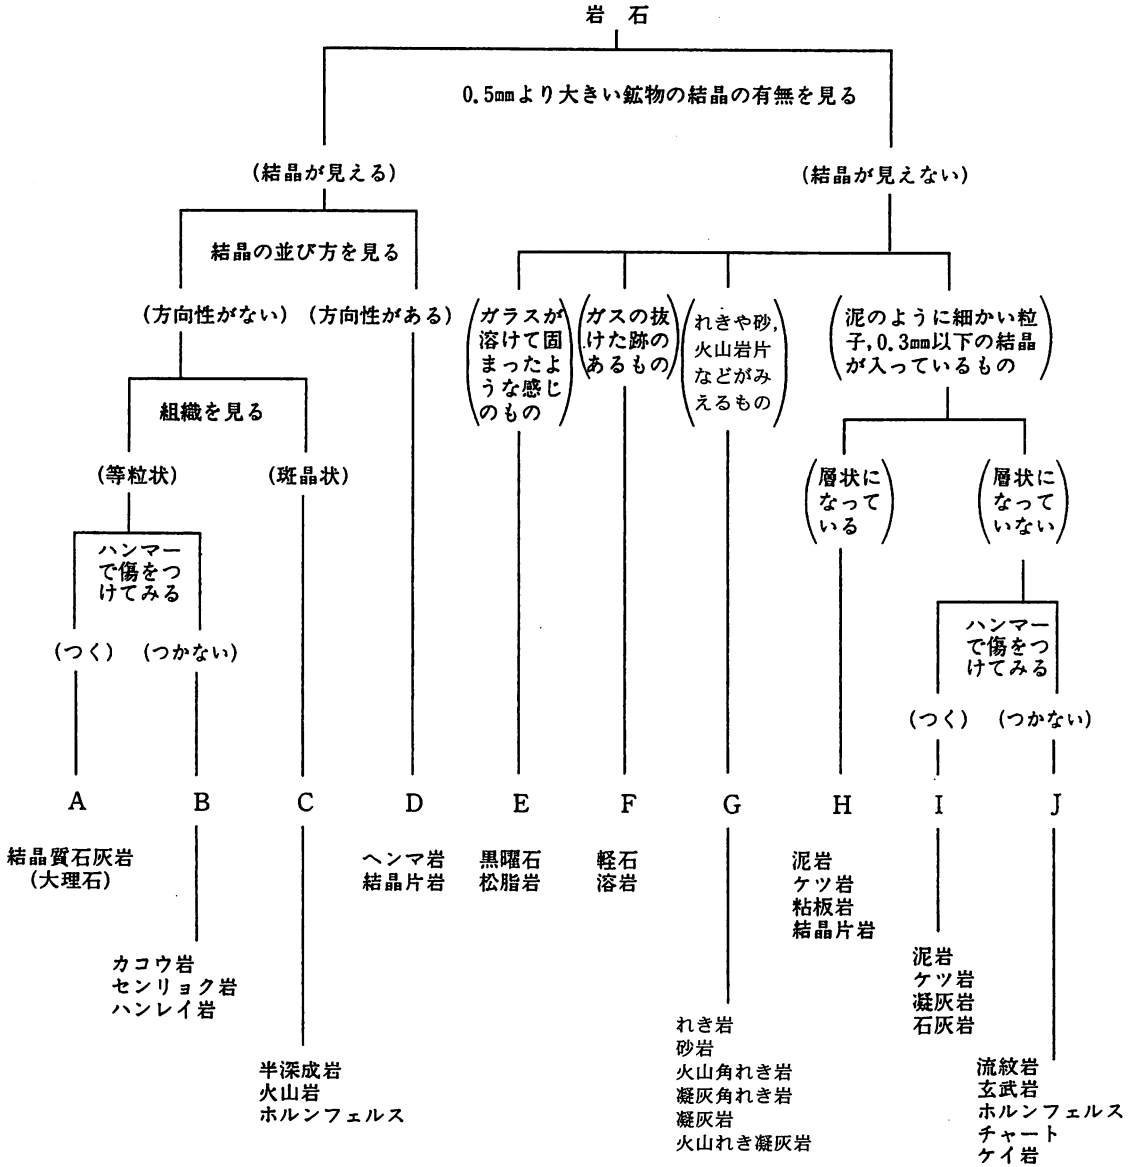 岩 石
0.5㎜より大きい鉱物の結晶の有無を見る
(結晶が見える)
(結晶が見えない)
結晶の並び方を見る
(方向性がない)
(方向性がある)
(ガラスが
溶けて固
まったよ
うな感じ
のもの)
(ガスの抜
けた跡の
あるもの)
(れきや砂,
火山岩片
などがみ
えるもの)
(泥のように細かい粒
子,0.3㎜以下の結晶
が入っているもの)
組織を見る
(等粒状)
(斑晶状)
(層状に
なって
いる)
(層状に
なって
いない)
ハンマー
で傷をつ
けてみる
(つく)
(つかない)
ハンマー
で傷をつ
けてみる
(つく)
(つかない)
A
B
C
D
E
F
G
H
I
J
結晶質石灰岩
(大理石)
カコウ岩
センリョク岩
ハンレイ岩
半深成岩
火山岩
ホルンフェルス
ヘンマ岩
結晶片岩
黒曜石
松脂岩
軽石
溶岩
れき岩
砂岩
火山角れき岩
凝灰角れき岩
凝灰岩
火山れき凝灰岩
泥岩
ケツ岩
粘板岩
結晶片岩
泥岩
ケツ岩
凝灰岩
石灰岩
流紋岩
玄武岩
ホルンフェルス
チャート
ケイ岩